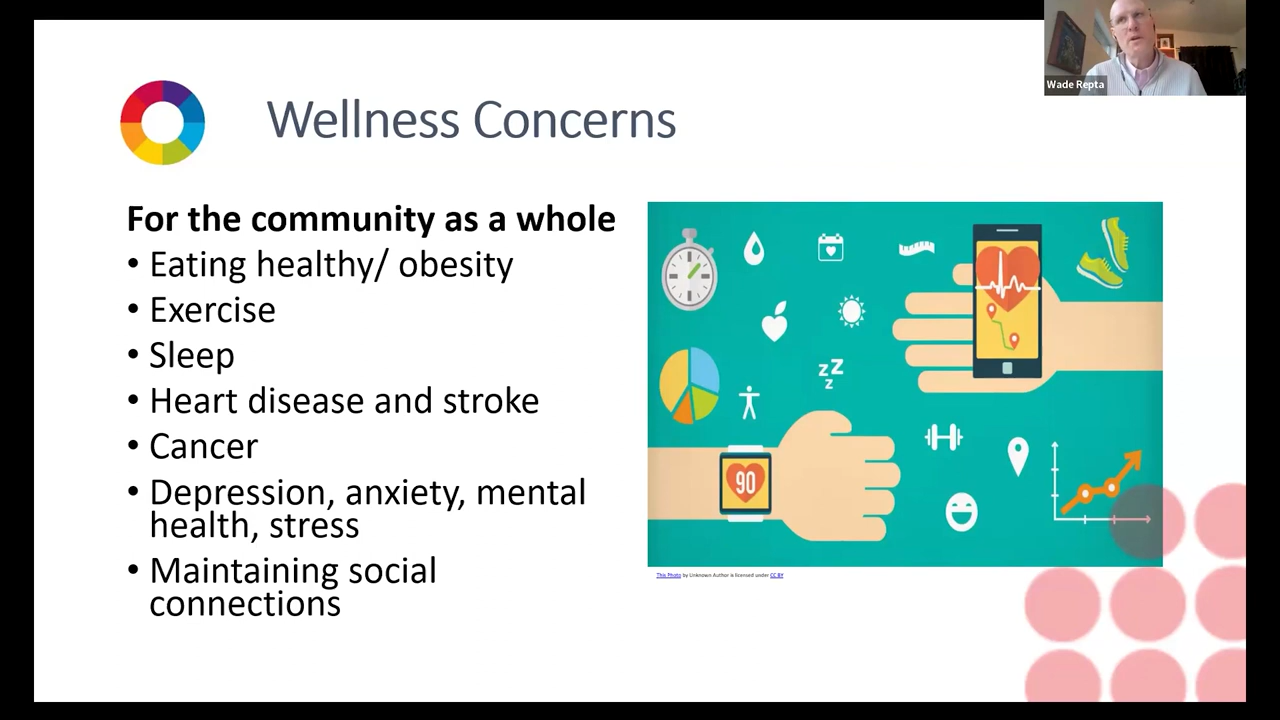 Wade Repta
Wellness Concerns
For the community as a whole
• Eating healthy/ obesity
• Exercise
• Sleep
• Heart disease and stroke
• Cancer
• Depression, anxiety, mental
health, stress
• Maintaining social
connections
zzz
90
This Photo by Unknown Author is licensed under CC BY